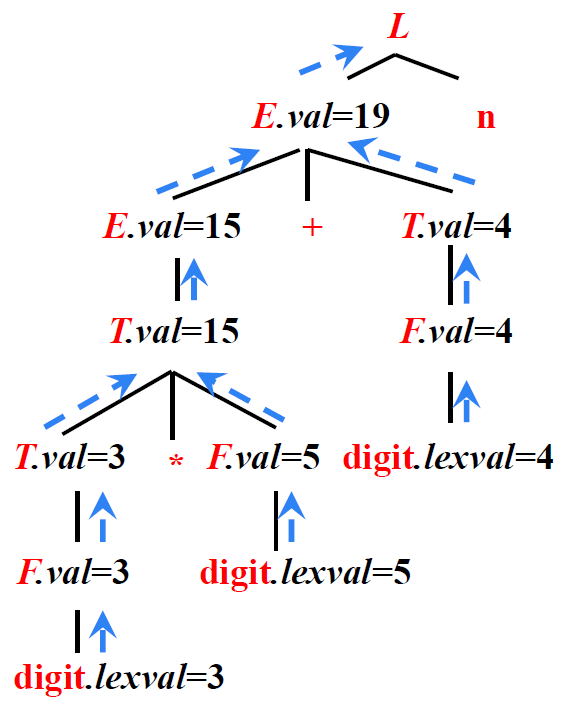 L
E.val=19 n
E.val=15 + T.val=4
T.val=15 F.val=4
T.val=3 * F.val=5 digit.lexval=4
F.val=3 digit.lexval=5
digit.lexval=3